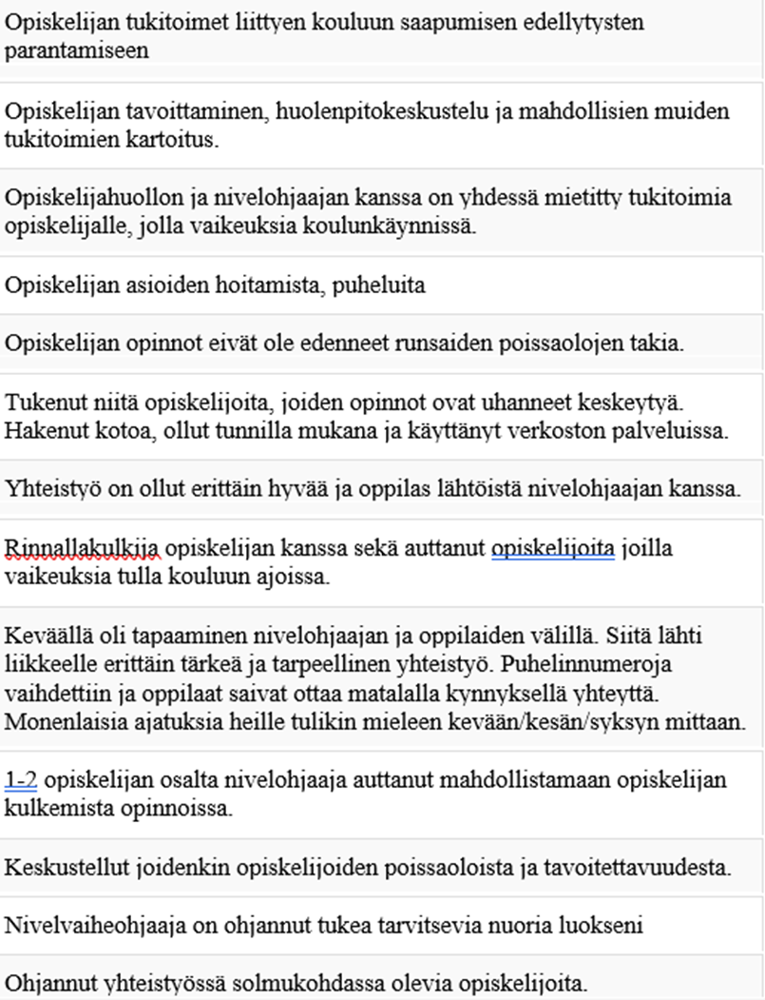 Opiskelijan tukitoimet liittyen kouluun saapumisen edellytysten
parantamiseen
Opiskelijan tavoittaminen, huolenpitokeskustelu ja mahdollisien muiden
tukitoimien kartoitus.
Opiskelijahuollon ja nivelohjaajan kanssa on yhdessä mietitty tukitoimia
opiskelijalle, jolla vaikeuksia koulunkäynnissä.
Opiskelijan asioiden hoitamista, puheluita
Opiskelijan opinnot eivät ole edenneet runsaiden poissaolojen takia.
Tukenut niitä opiskelijoita, joiden opinnot ovat uhanneet keskeytyä.
Hakenut kotoa, ollut tunnilla mukana ja käyttänyt verkoston palveluissa.
Yhteistyö on ollut erittäin hyvää ja oppilas lähtöistä nivelohjaajan kanssa.
Rinnallakulkija opiskelijan kanssa sekä auttanut opiskelijoita joilla
vaikeuksia tulla kouluun ajoissa.
Keväällä oli tapaaminen nivelohjaajan ja oppilaiden välillä. Siitä lähti
liikkeelle erittäin tärkeä ja tarpeellinen yhteistyö. Puhelinnumeroja
vaihdettiin ja oppilaat saivat ottaa matalalla kynnyksellä yhteyttä.
Monenlaisia ajatuksia heille tulikin mieleen kevään/kesän/syksyn mittaan.
1-2 opiskelijan osalta nivelohjaaja auttanut mahdollistamaan opiskelijan
kulkemista opinnoissa.
Keskustellut joidenkin opiskelijoiden poissaoloista ja tavoitettavuudesta.
Nivelvaiheohjaaja on ohjannut tukea tarvitsevia nuoria luokseni
Ohjannut yhteistyössä solmukohdassa olevia opiskelijoita.